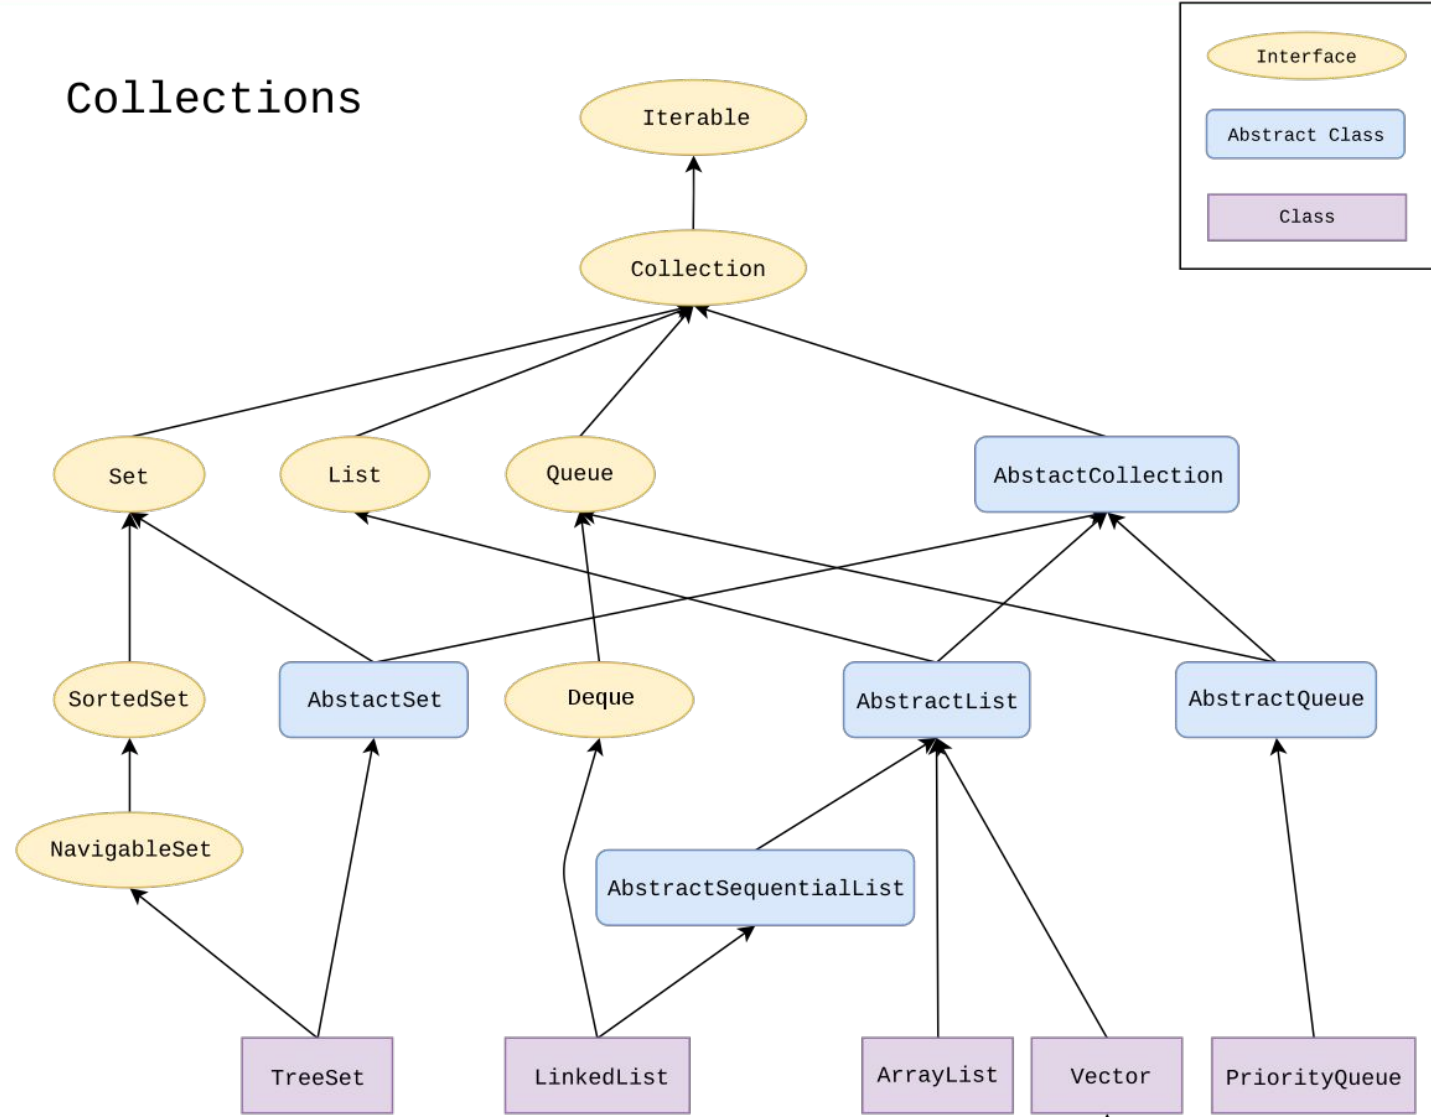 Collections
Interface
Abstract Class
Class
Iterable
Collection
Set
List
Queue
AbstactCollection
SortedSet
AbstactSet
Deque
AbstractList
AbstractQueue
NavigableSet
AbstractSequentialList
TreeSet
LinkedList
ArrayList
Vector
PriorityQueue